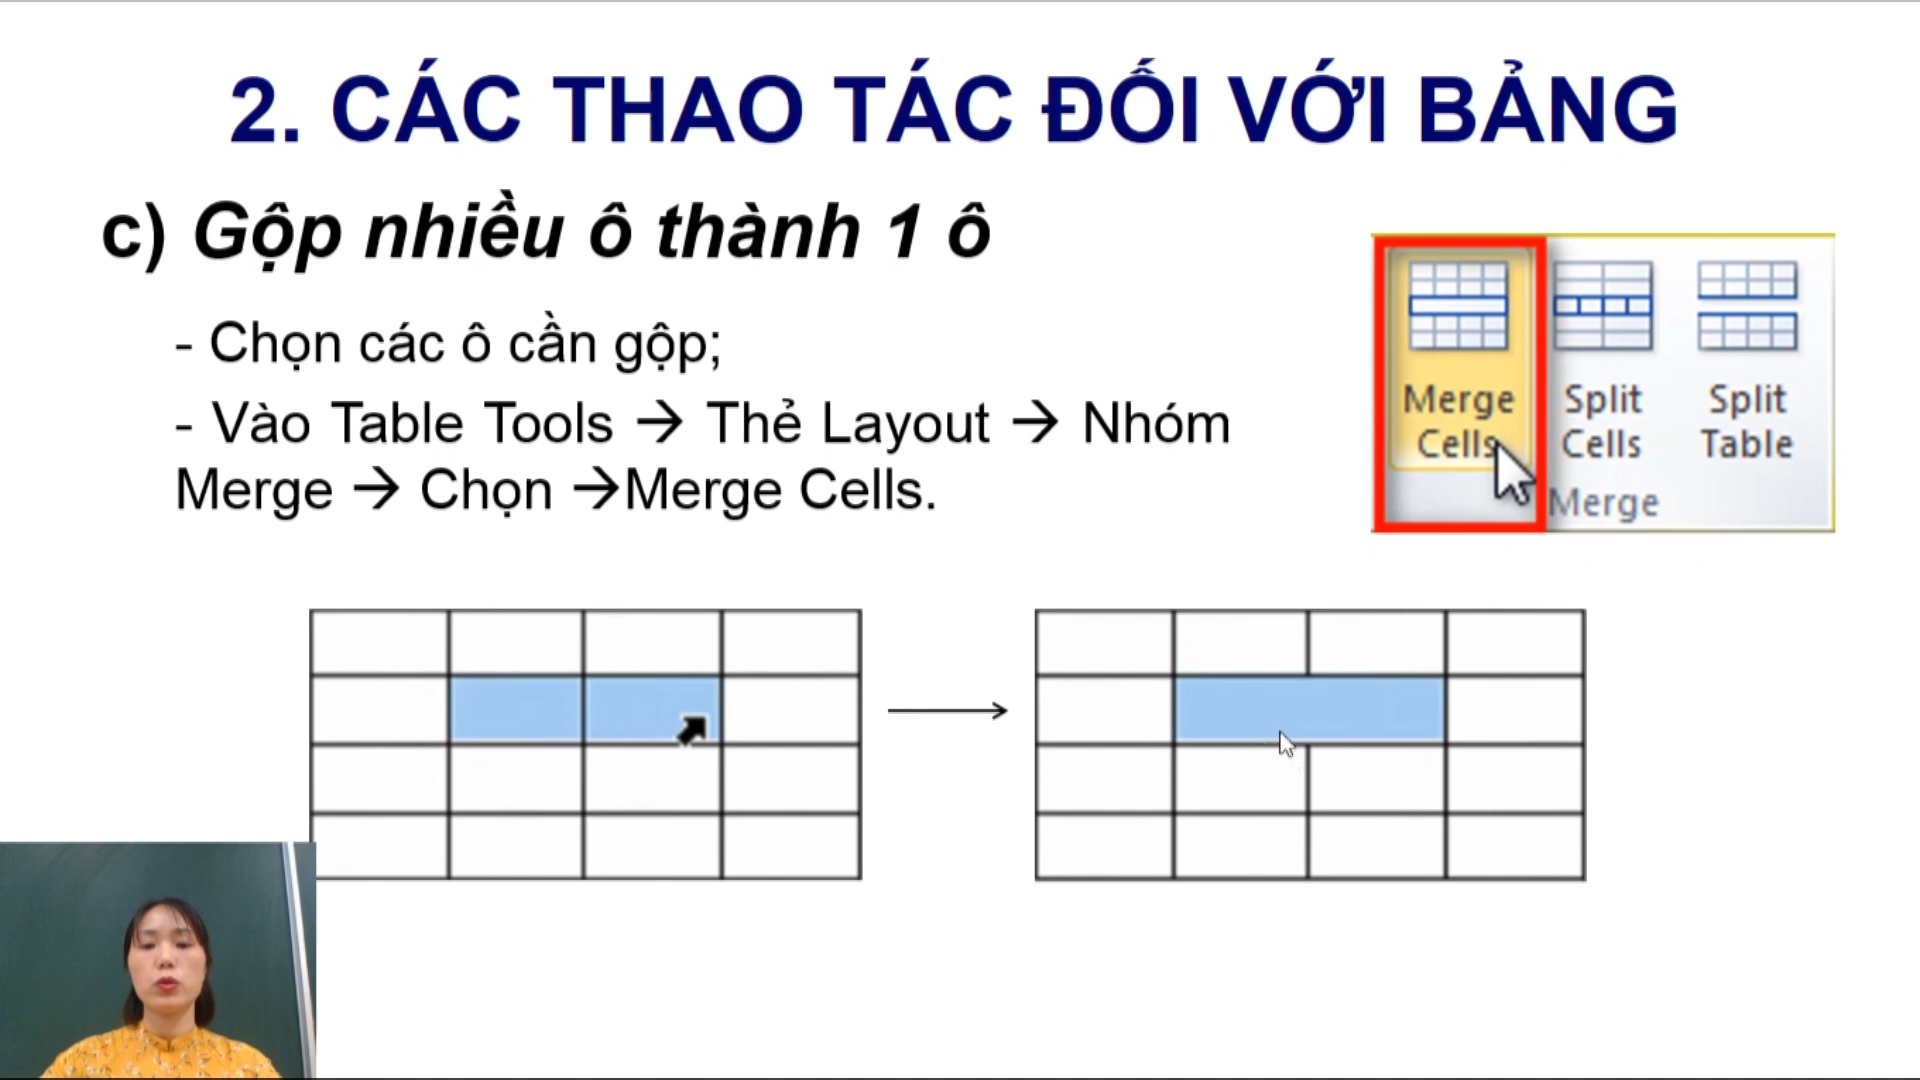 2. CÁC THAO TÁC ĐỐI VỚI BẢNG
c) Gộp nhiều ô thành 1 ô
- Chọn các ô cần gộp;
- Vào Table Tools → Thẻ Layout → Nhóm
Merge → Chọn →Merge Cells.
Merge Cells
Split Cells
Split Table
Merge